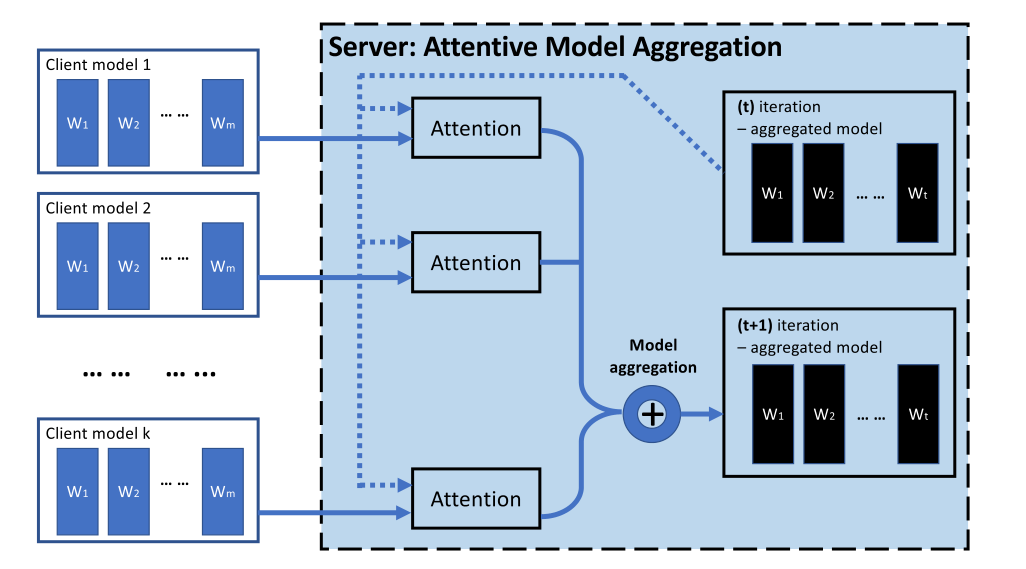 Server: Attentive Model Aggregation
Client model 1
W1 W2 ... ... Wm
Client model 2
W1 W2 ... ... Wm
... ... ... ...
Client model k
W1 W2 ... ... Wm
Attention
Attention
Attention
Model
aggregation
+
(t) iteration
– aggregated model
W1 W2 ... ... Wt
(t+1) iteration
– aggregated model
W1 W2 ... ... Wt